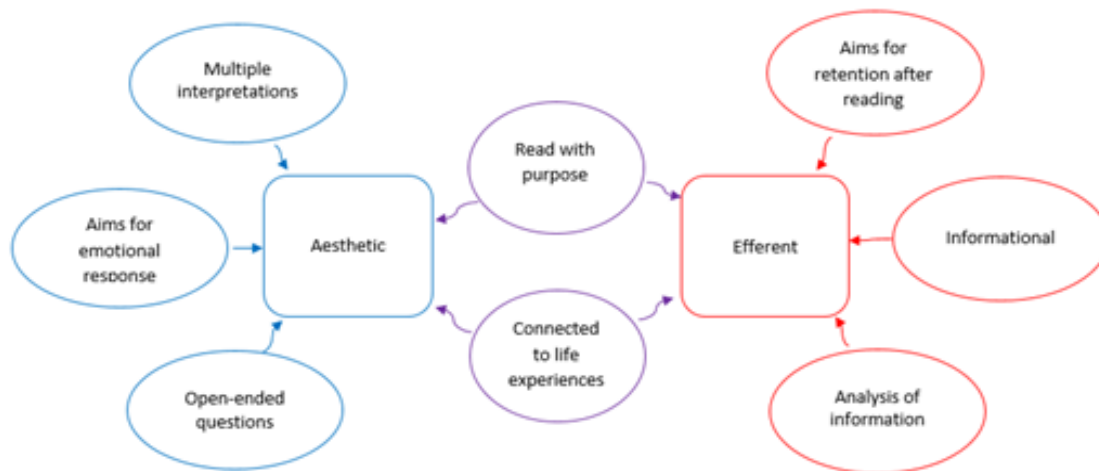 Multiple
interpretations
Aims for
emotional
response
Open-ended
questions
Aesthetic
Read with
purpose
Connected
to life
experiences
Efferent
Aims for
retention after
reading
Informational
Analysis of
information